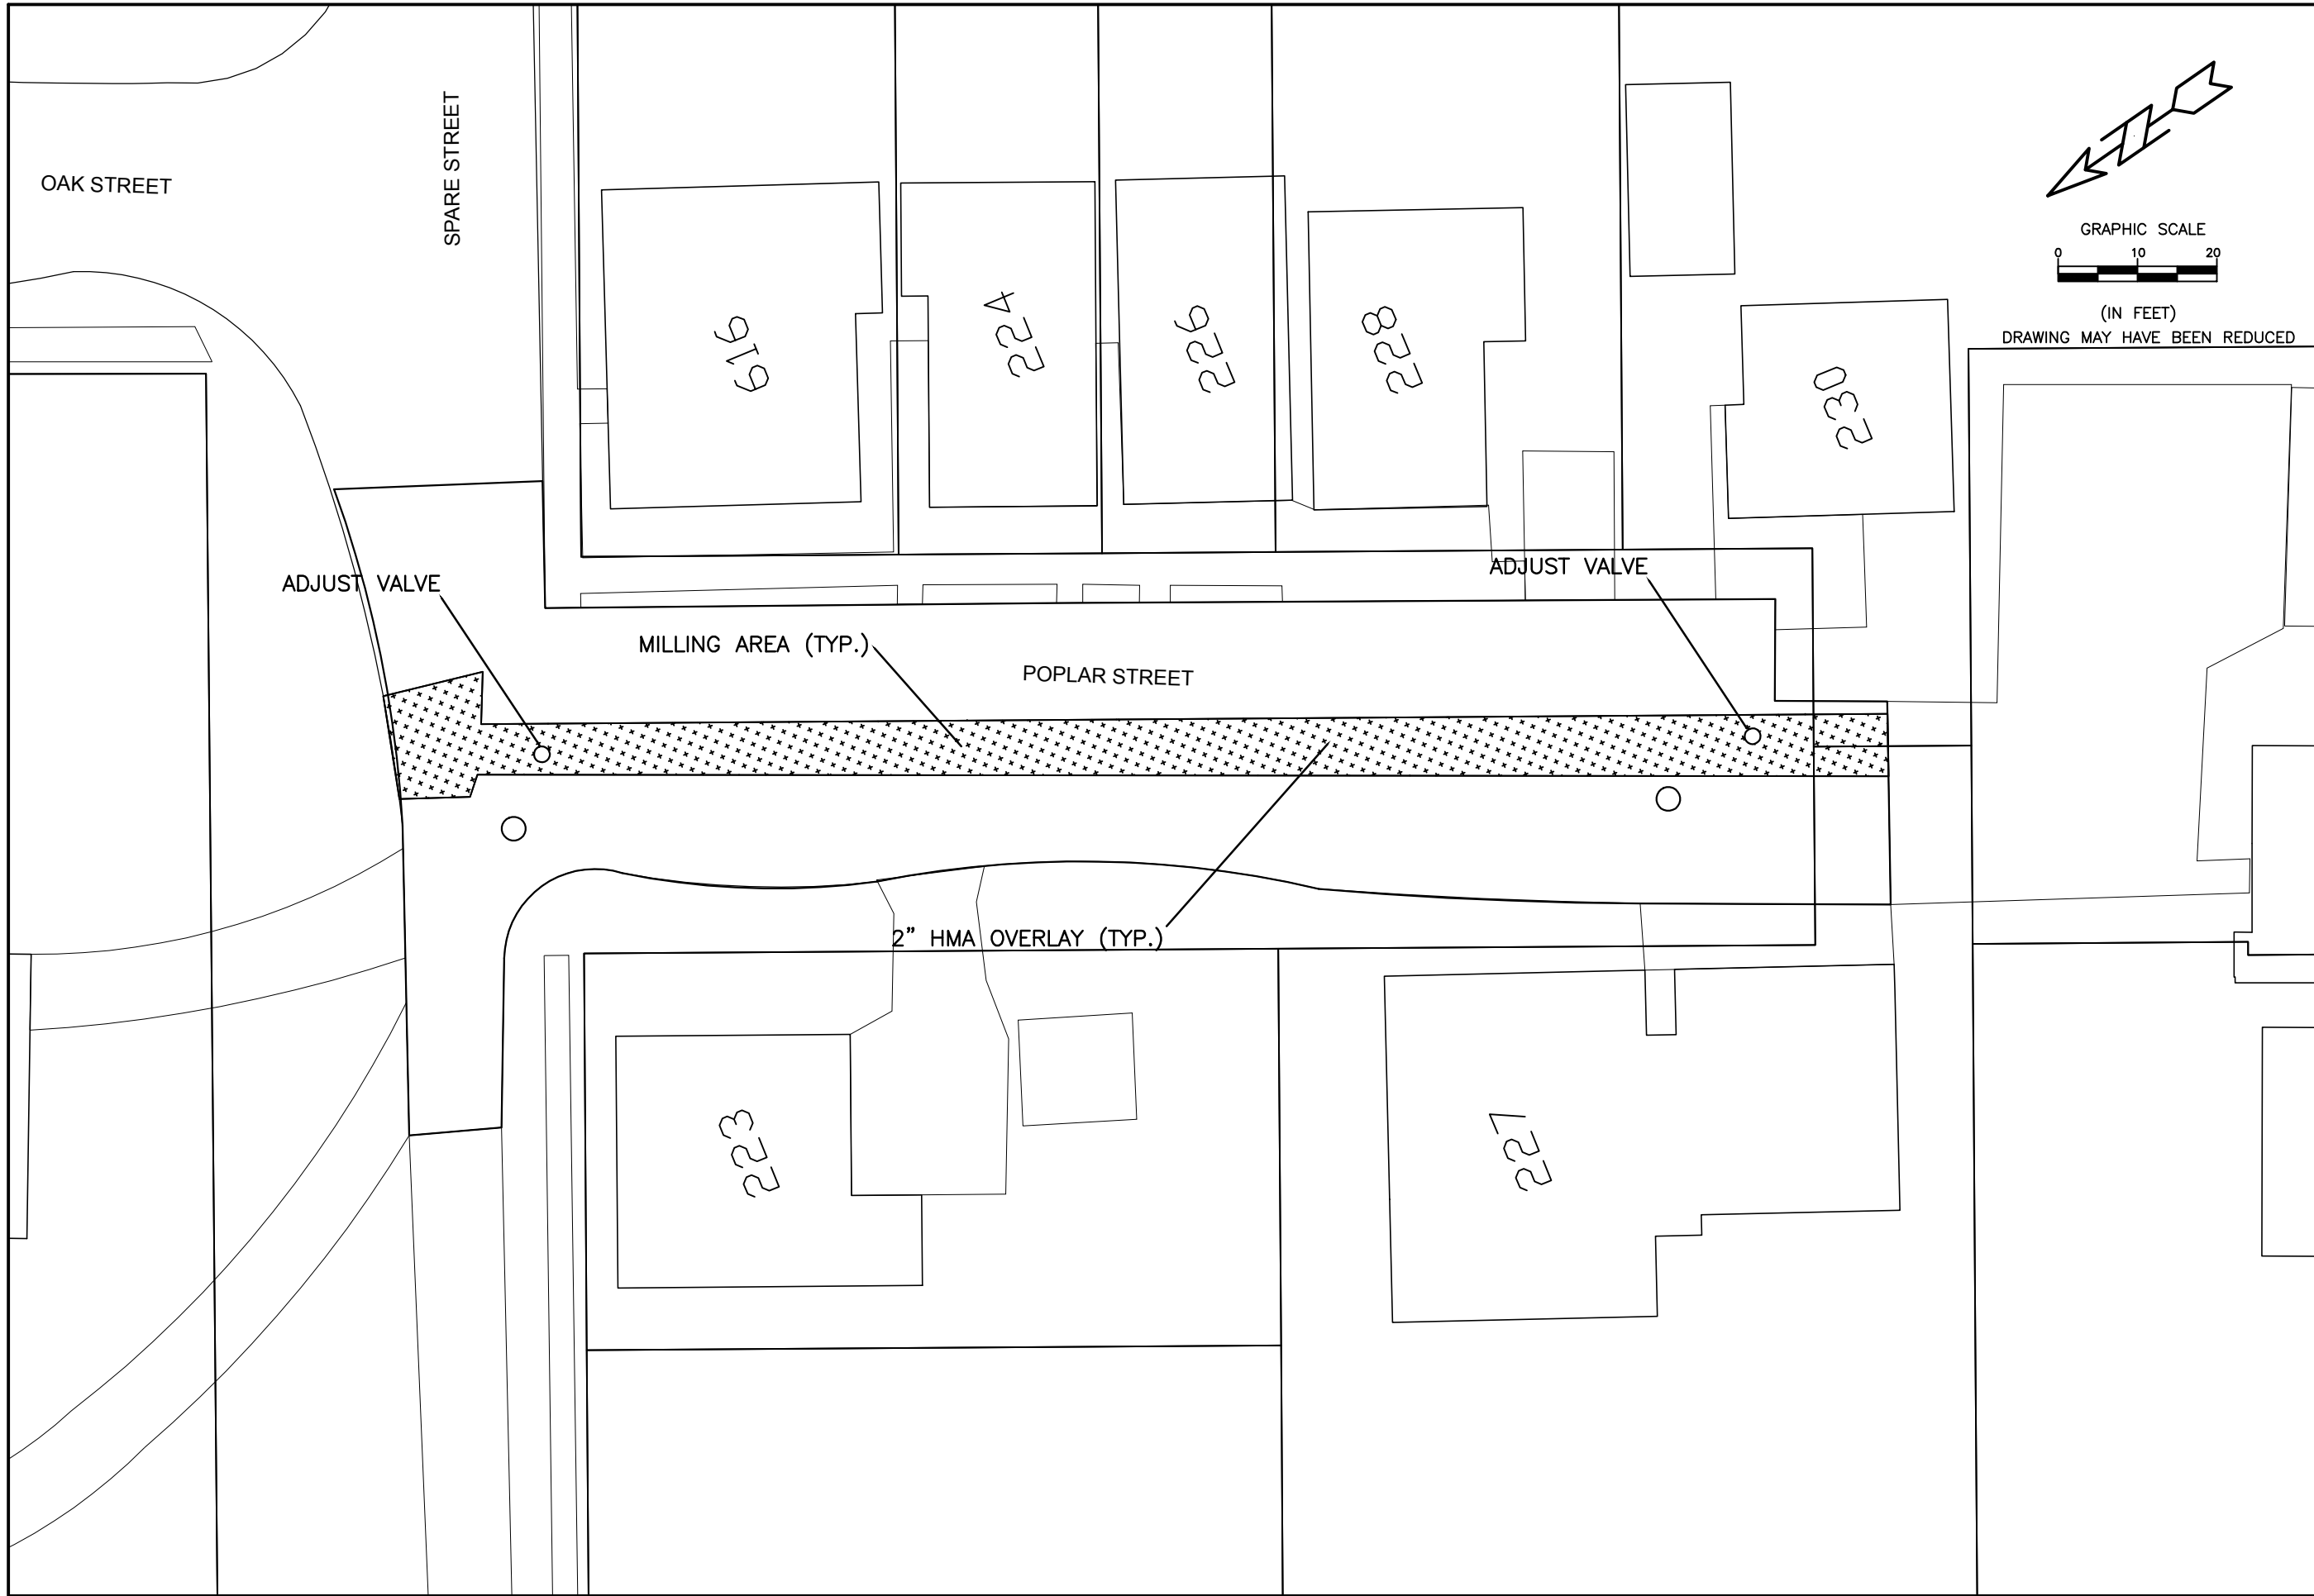 OAK STREET
SPARE STREET
616
224
226
228
230
GRAPHIC SCALE
0 10 20
(IN FEET)
DRAWING MAY HAVE BEEN REDUCED
ADJUST VALVE
ADJUST VALVE
MILLING AREA (TYP.)
POPLAR STREET
2" HMA OVERLAY (TYP.)
223
227